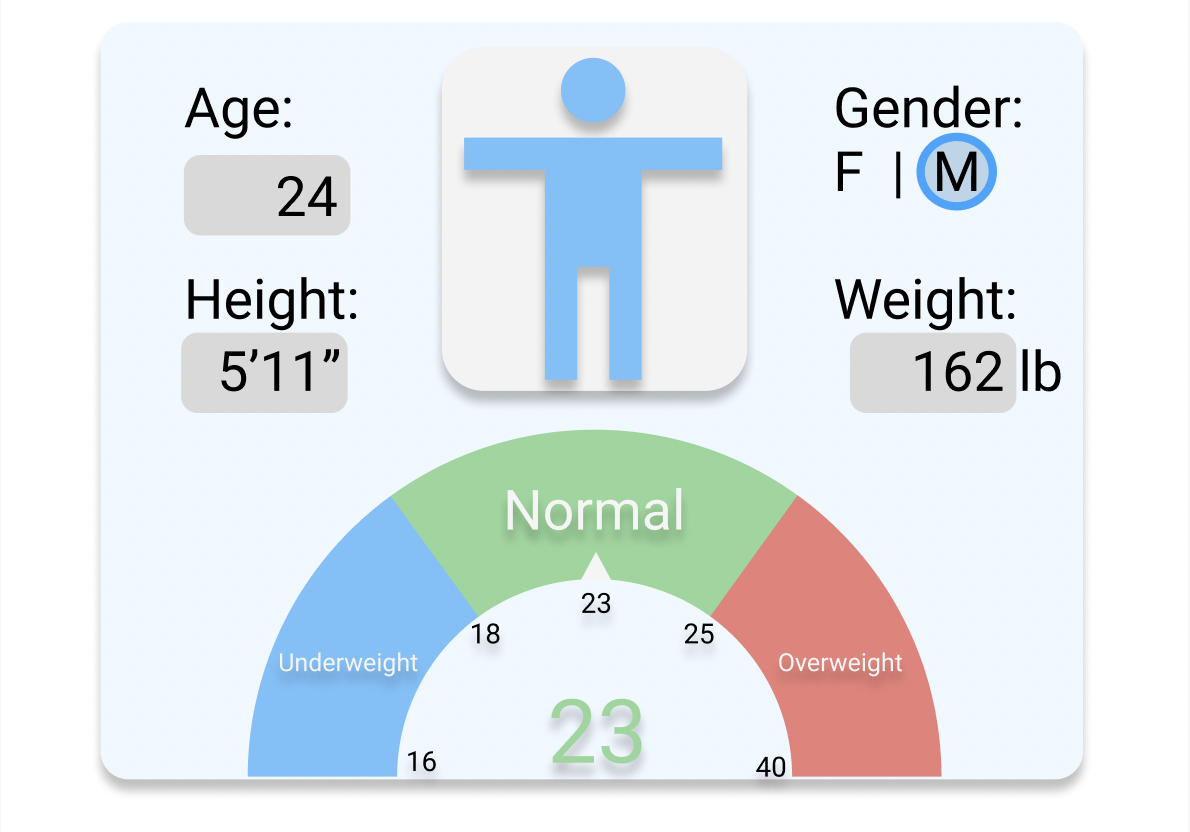 Age:
24
Height:
5’11”
Gender:
F | M
Weight:
162 lb
Normal
23
18
25
Underweight
Overweight
23
16
40